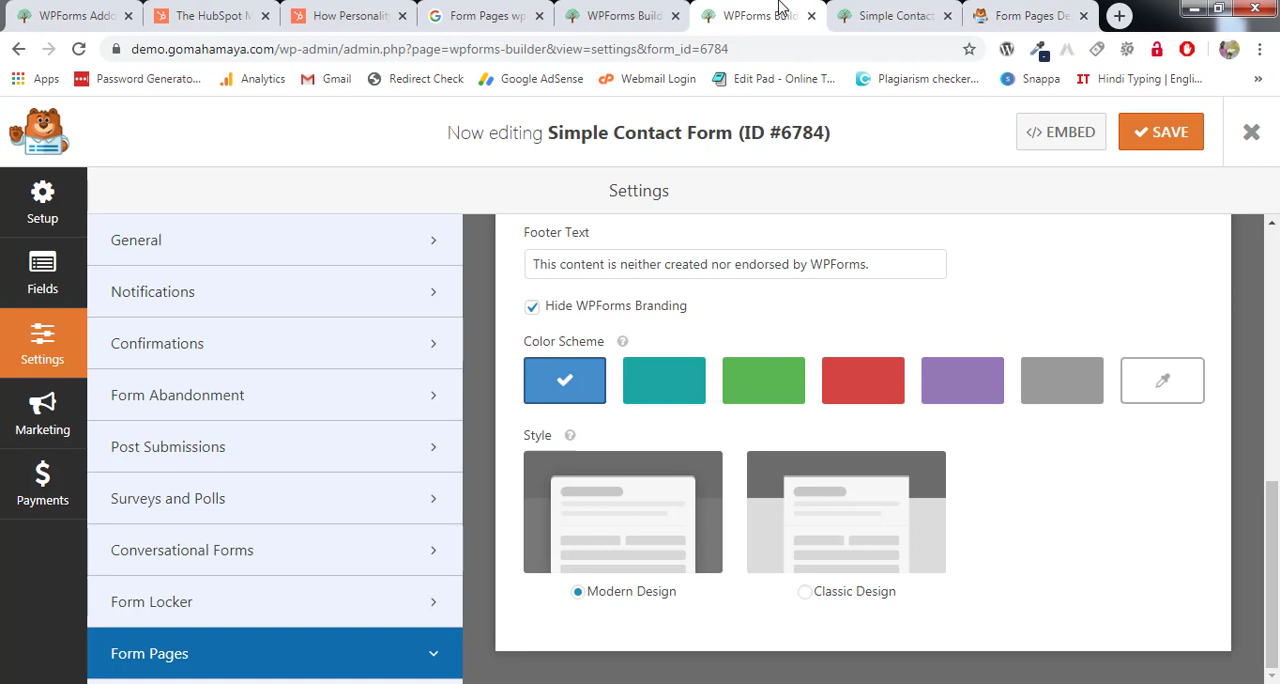 WPForms Addo
The HubSpot M
How Personality
Form Pages wp
WPForms Build
WPForms Build
Simple Contact
Form Pages De
demo.gomahamaya.com/wp-admin/admin.php?page=wpforms-builder&view=settings&form_id=6784
Apps
Password Generato...
Analytics
Gmail
Redirect Check
Google AdSense
Webmail Login
Edit Pad - Online T...
Plagiarism checker...
Snappa
Hindi Typing | Engli...
Now editing Simple Contact Form (ID #6784)
</> EMBED
SAVE
Setup
Fields
Settings
Marketing
Payments
Settings
General
Notifications
Confirmations
Form Abandonment
Post Submissions
Surveys and Polls
Conversational Forms
Form Locker
Form Pages
Footer Text
This content is neither created nor endorsed by WPForms.
Hide WPForms Branding
Color Scheme
Style
Modern Design
Classic Design